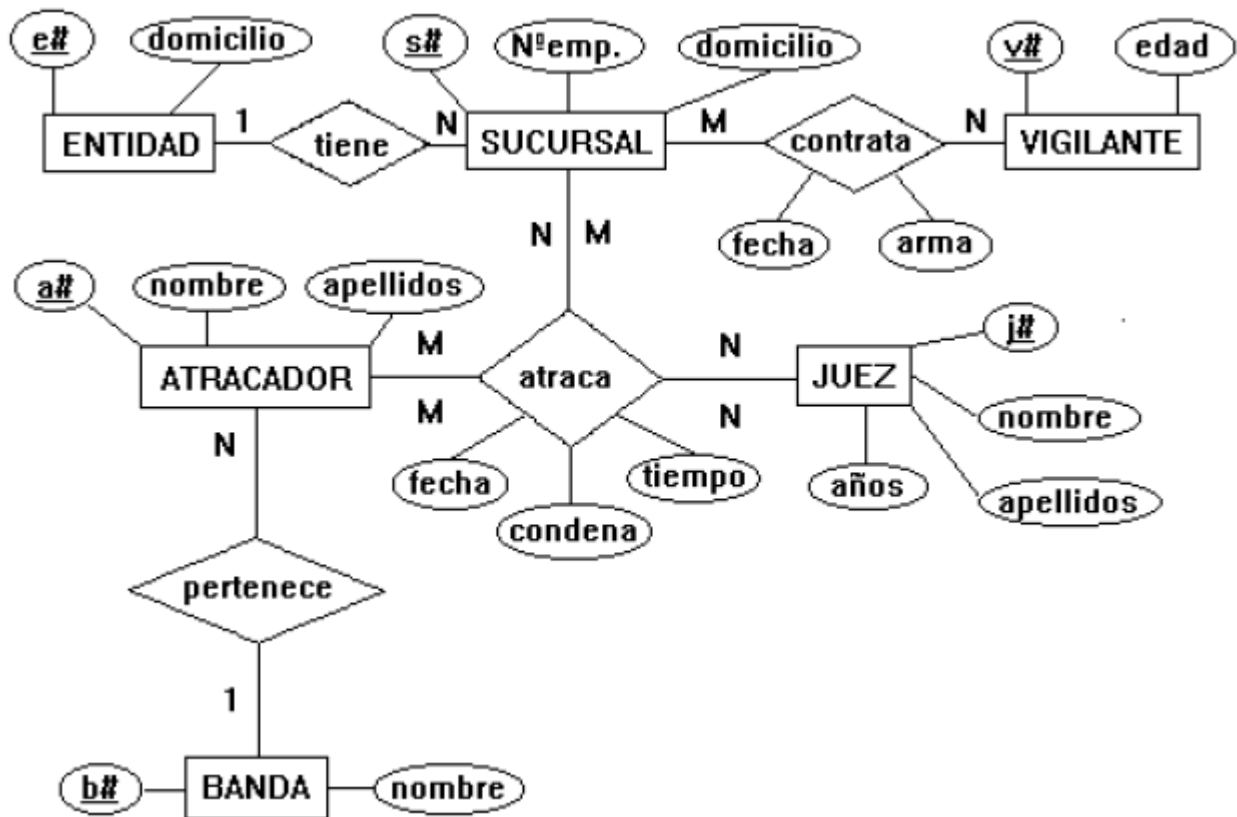 e#
domicilio
s#
Nºemp.
domicilio
v#
edad
ENTIDAD
1
tiene
N
SUCURSAL
M
contrata
N
VIGILANTE
fecha
arma
N M
a#
nombre
apellidos
ATRACADOR
M
M
atraca
N
N
JUEZ
j#
nombre
apellidos
años
fecha
condena
tiempo
N
pertenece
1
b#
BANDA
nombre